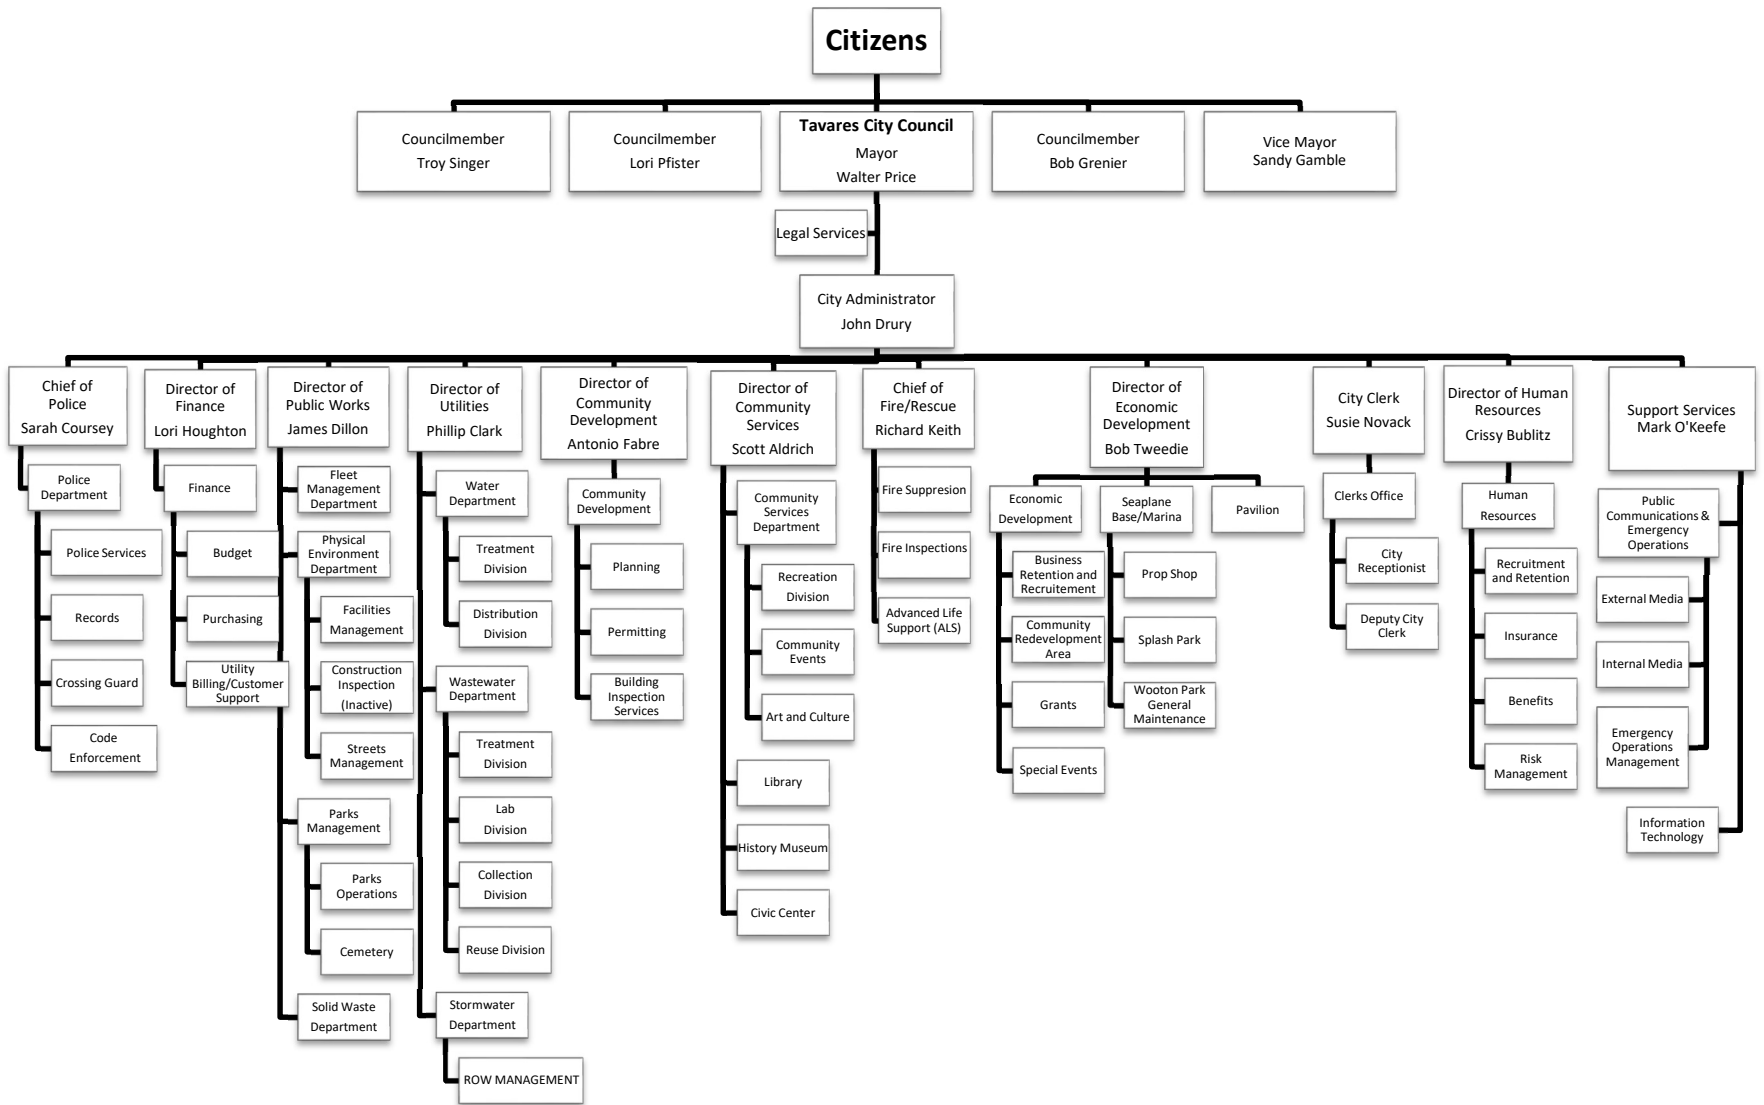 Citizens
Councilmember
Troy Singer
Councilmember
Lori Pfister
Tavares City Council
Mayor
Walter Price
Councilmember
Bob Grenier
Vice Mayor
Sandy Gamble
Legal Services
City Administrator
John Drury
Chief of
Police
Sarah Coursey
Police
Department
Police Services
Records
Crossing Guard
Code
Enforcement
Director of
Finance
Lori Houghton
Finance
Budget
Purchasing
Utility
Billing/Customer
Support
Director of
Public Works
James Dillon
Fleet
Management
Department
Physical
Environment
Department
Facilities
Management
Construction
Inspection
(Inactive)
Streets
Management
Parks
Management
Parks
Operations
Cemetery
Solid Waste
Department
Director of
Utilities
Phillip Clark
Water
Department
Treatment
Division
Distribution
Division
Wastewater
Department
Treatment
Division
Lab
Division
Collection
Division
Reuse Division
Stormwater
Department
ROW MANAGEMENT
Director of
Community
Development
Antonio Fabre
Community
Development
Planning
Permitting
Building
Inspection
Services
Director of
Community
Services
Scott Aldrich
Community
Services
Department
Recreation
Division
Community
Events
Art and Culture
Library
History Museum
Civic Center
Chief of
Fire/Rescue
Richard Keith
Fire Suppresion
Fire Inspections
Advanced Life
Support (ALS)
Director of
Economic
Development
Bob Tweedie
Economic
Development
Business
Retention and
Recruitement
Community
Redevelopment
Area
Grants
Special Events
Seaplane
Base/Marina
Prop Shop
Splash Park
Wooton Park
General
Maintenance
Pavilion
City Clerk
Susie Novack
Clerks Office
City
Receptionist
Deputy City
Clerk
Director of Human
Resources
Crissy Bublitz
Human
Resources
Recruitment
and Retention
Insurance
Benefits
Risk
Management
Support Services
Mark O'Keefe
Public
Communications &
Emergency
Operations
External Media
Internal Media
Emergency
Operations
Management
Information
Technology